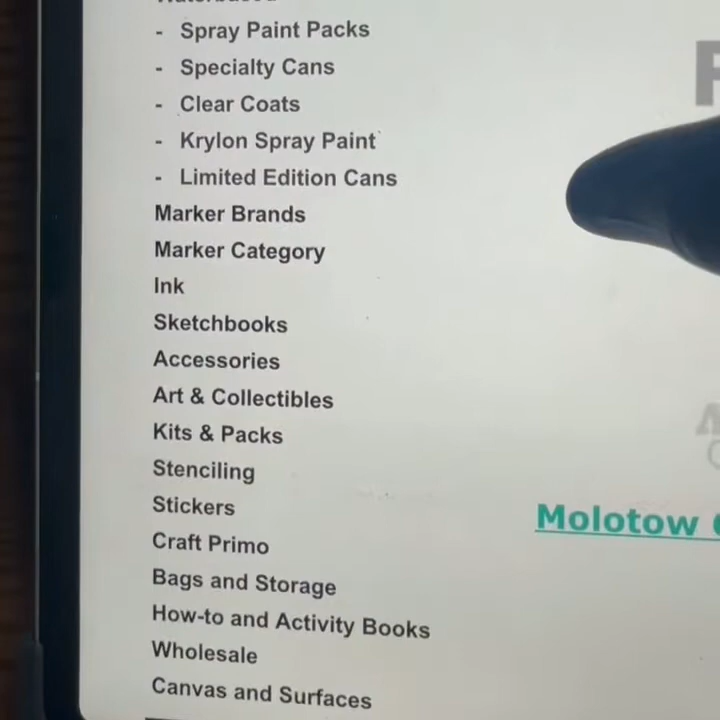 - Spray Paint Packs
- Specialty Cans
- Clear Coats
- Krylon Spray Paint
- Limited Edition Cans
Marker Brands
Marker Category
Ink
Sketchbooks
Accessories
Art & Collectibles
Kits & Packs
Stenciling
Stickers
Molotow
Craft Primo
Bags and Storage
How-to and Activity Books
Wholesale
Canvas and Surfaces